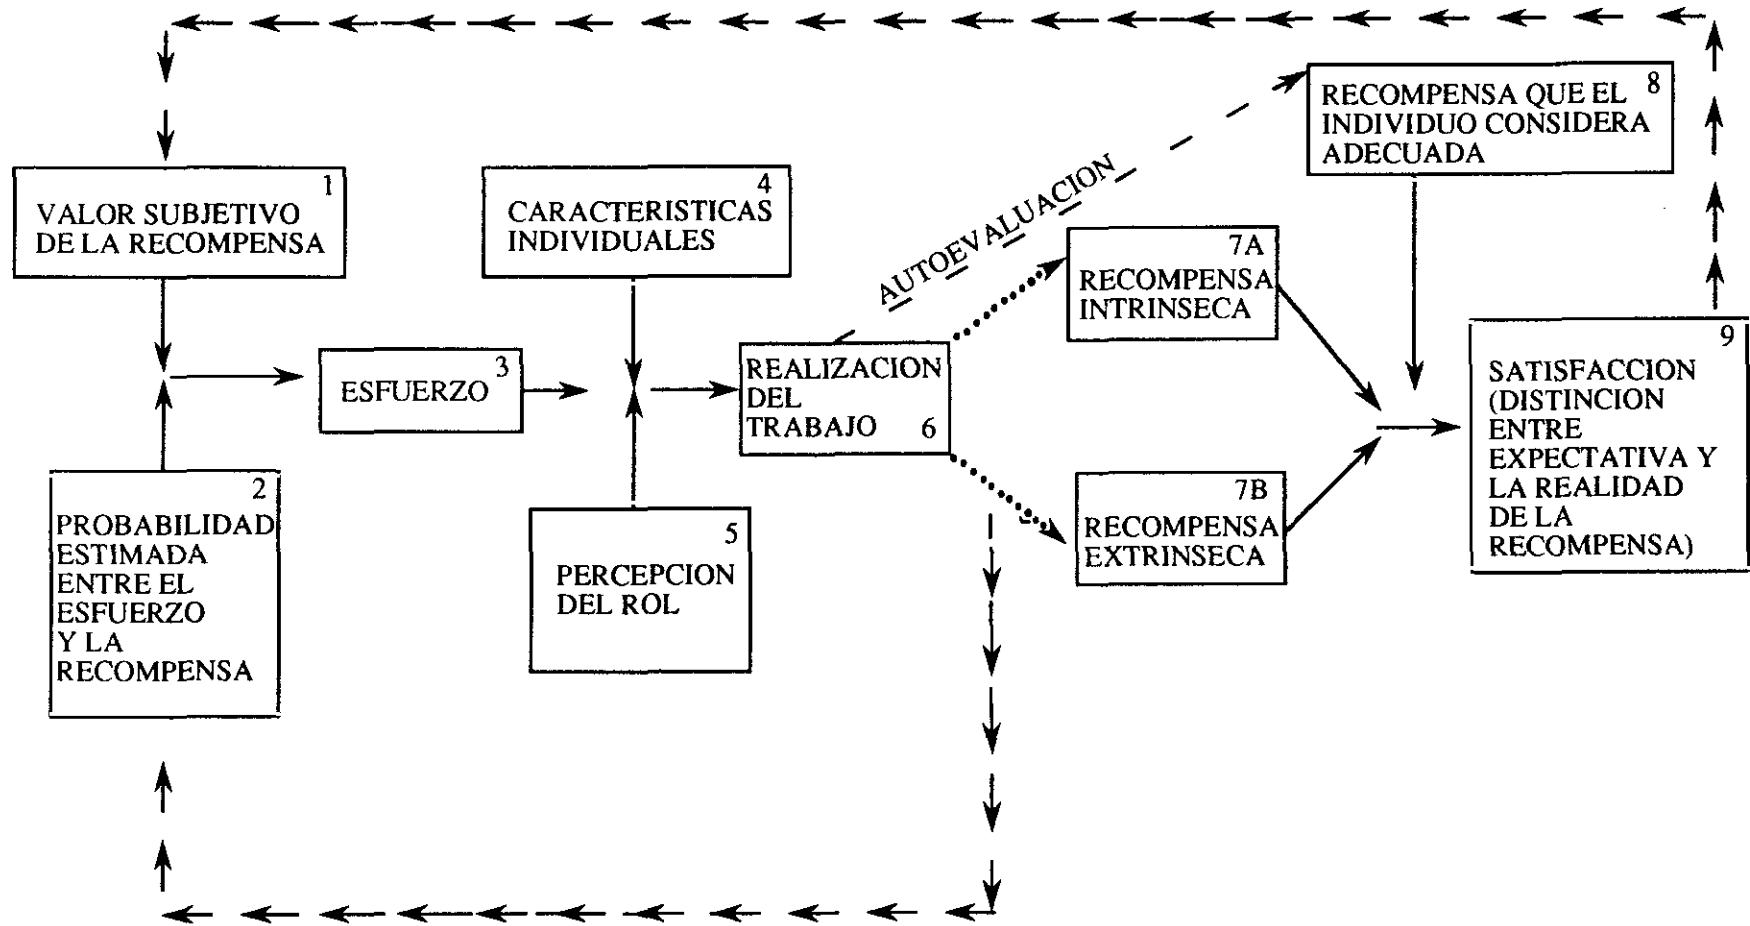 1
VALOR SUBJETIVO
DE LA RECOMPENSA
2
PROBABILIDAD
ESTIMADA
ENTRE EL
ESFUERZO
Y LA
RECOMPENSA
3
ESFUERZO
4
CARACTERISTICAS
INDIVIDUALES
5
PERCEPCION
DEL ROL
REALIZACION
DEL
TRABAJO 6
AUTOEVALUACION
7A
RECOMPENSA
INTRINSECA
7B
RECOMPENSA
EXTRINSECA
8
RECOMPENSA QUE EL
INDIVIDUO CONSIDERA
ADECUADA
9
SATISFACCION
(DISTINCION
ENTRE
EXPECTATIVA Y
LA REALIDAD
DE LA
RECOMPENSA)